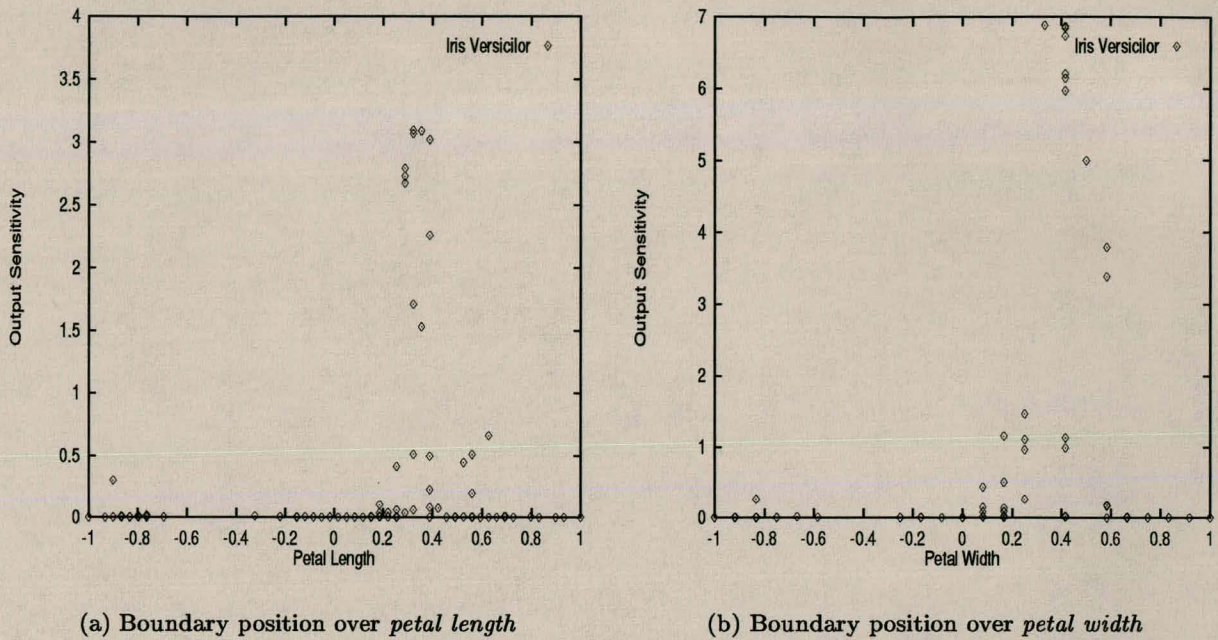 4
3.5
3
2.5
2
1.5
1
0.5
0
Output Sensitivity
Iris Versicilor
-1 -0.8 -0.6 -0.4 -0.2 0 0.2 0.4 0.6 0.8 1
Petal Length
(a) Boundary position over petal length
7
6
5
4
3
2
1
0
Output Sensitivity
Iris Versicilor
-1 -0.8 -0.6 -0.4 -0.2 0 0.2 0.4 0.6 0.8 1
Petal Width
(b) Boundary position over petal width